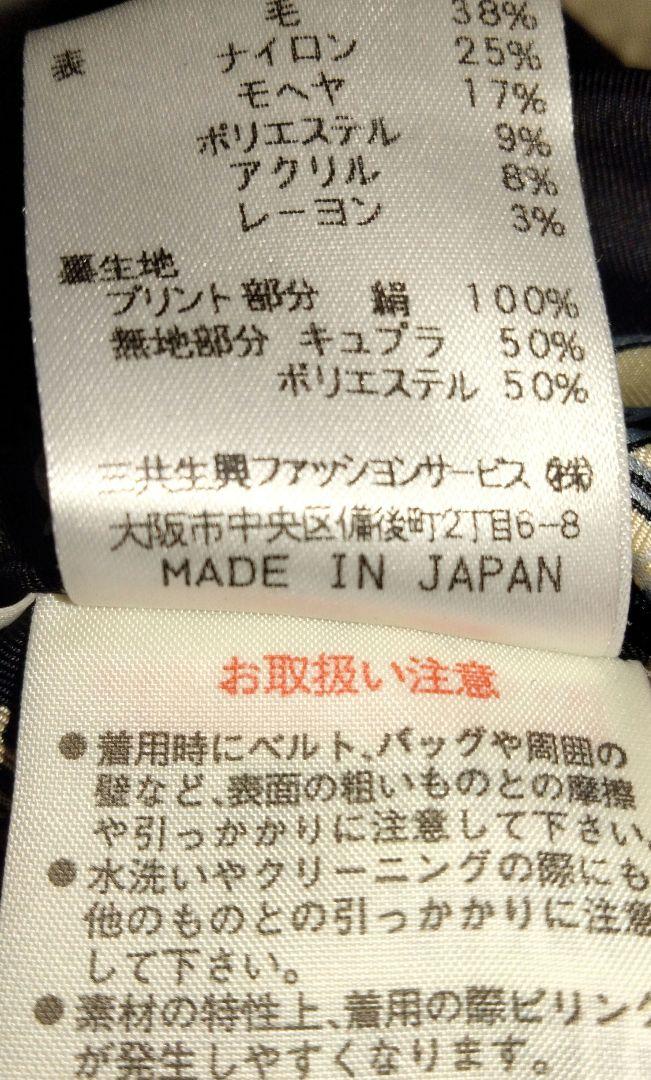 毛 38%
表 ナイロン 25%
モヘヤ 17%
ポリエステル 9%
アクリル 8%
レーヨン 3%
裏生地
プリント部分 絹 100%
無地部分 キュプラ 50%
ポリエステル 50%
三共生興ファッションサービス(株)
大阪市中央区備後町2丁目6-8
MADE IN JAPAN
お取扱い注意
●着用時にベルト、バッグや周囲の
壁など、表面の粗いものとの摩擦
や引っかかりに注意して下さい。
●水洗いやクリーニングの際にも
他のものとの引っかかりに注意
して下さい。
●素材の特性上、着用の際ピリング
が発生しやすくなります。